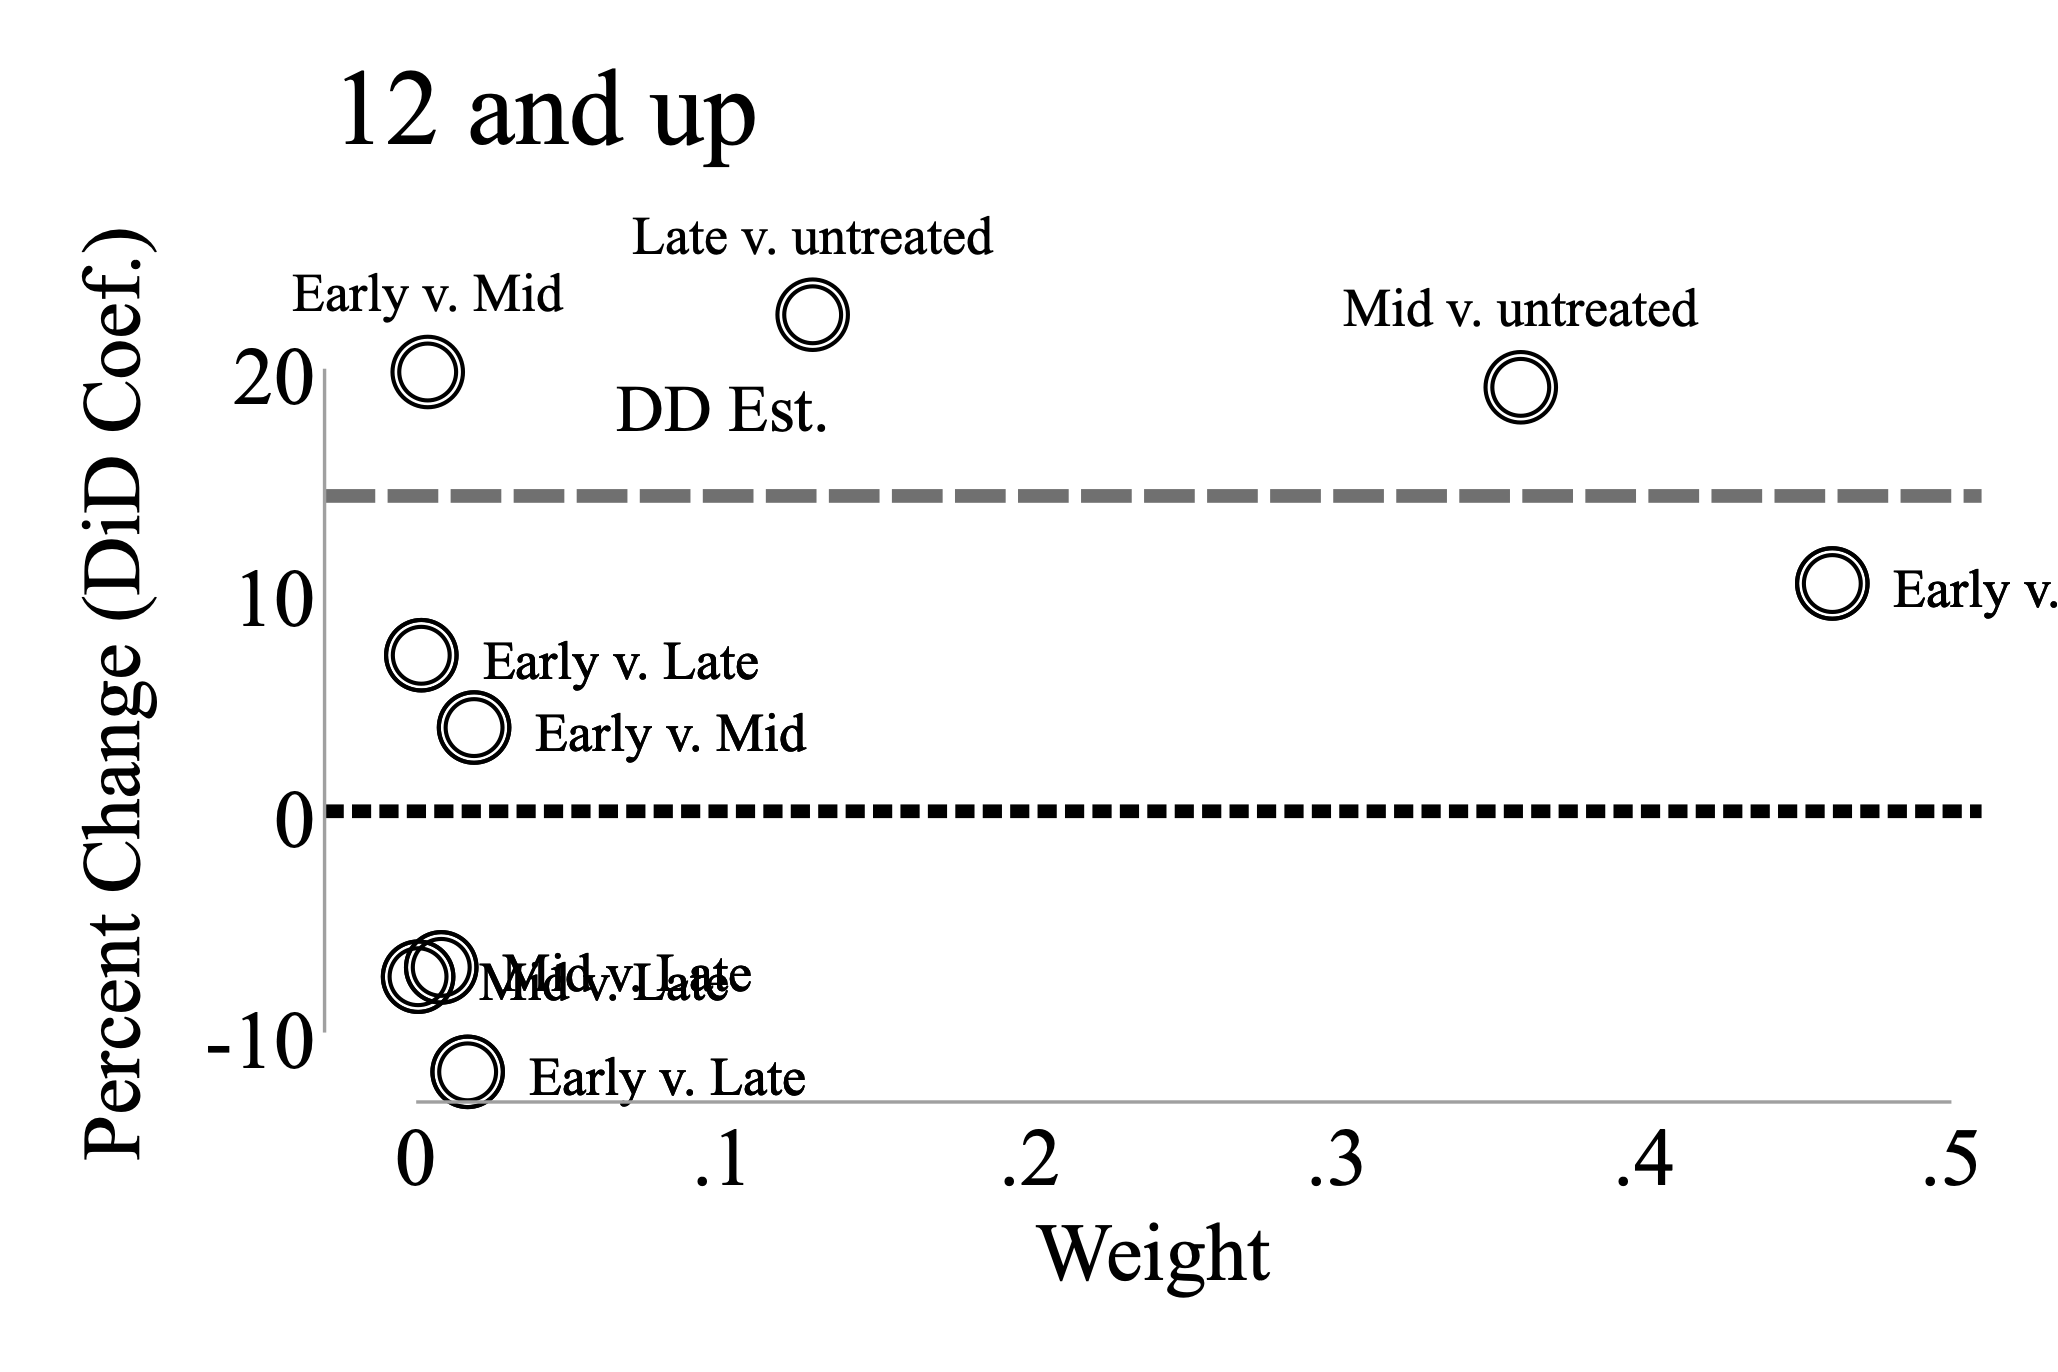 12 and up
Late v. untreated
Early v. Mid
Mid v. untreated
DD Est.
Early v.
Early v. Late
Early v. Mid
Mid v. Late
Mid v. Late
Early v. Late
Percent Change (DiD Coef.)
20
10
0
-10
0 .1 .2 .3 .4 .5
Weight